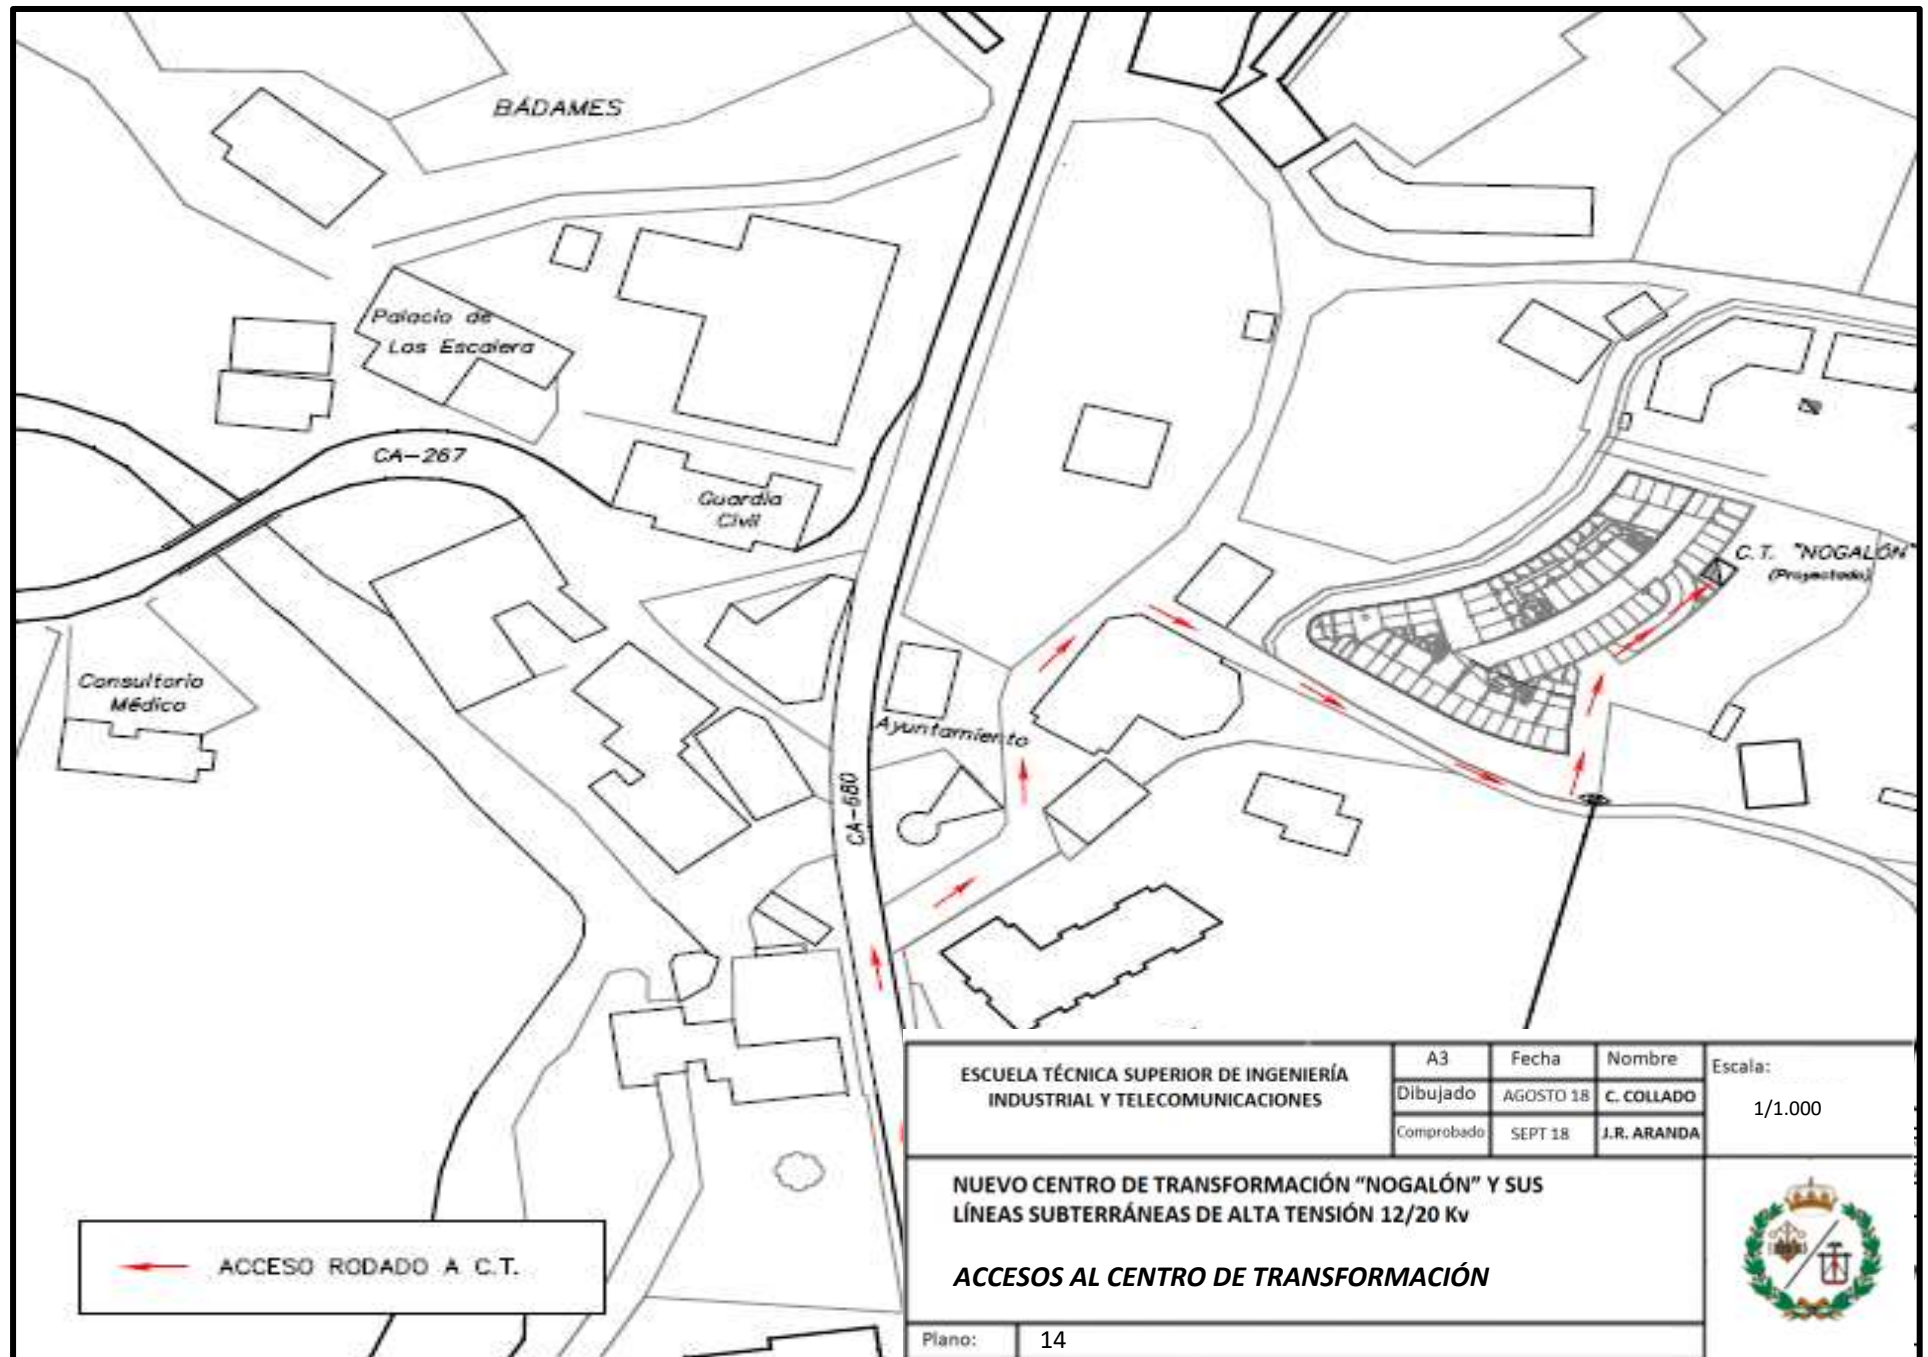 BÁDAMES
Palacio de
Los Escalera
CA-267
Guardia
Civil
C.T. "NOGALÓN"
(Proyectado)
Consultorio
Médico
Ayuntamiento
CA-680
ACCESO RODADO A C.T.
ESCUELA TÉCNICA SUPERIOR DE INGENIERÍA
INDUSTRIAL Y TELECOMUNICACIONES
A3 Fecha Nombre
Dibujado AGOSTO 18 C. COLLADO
Comprobado SEPT 18 J.R. ARANDA
Escala:
1/1.000
NUEVO CENTRO DE TRANSFORMACIÓN “NOGALÓN” Y SUS
LÍNEAS SUBTERRÁNEAS DE ALTA TENSIÓN 12/20 Kv
ACCESOS AL CENTRO DE TRANSFORMACIÓN
Plano: 14